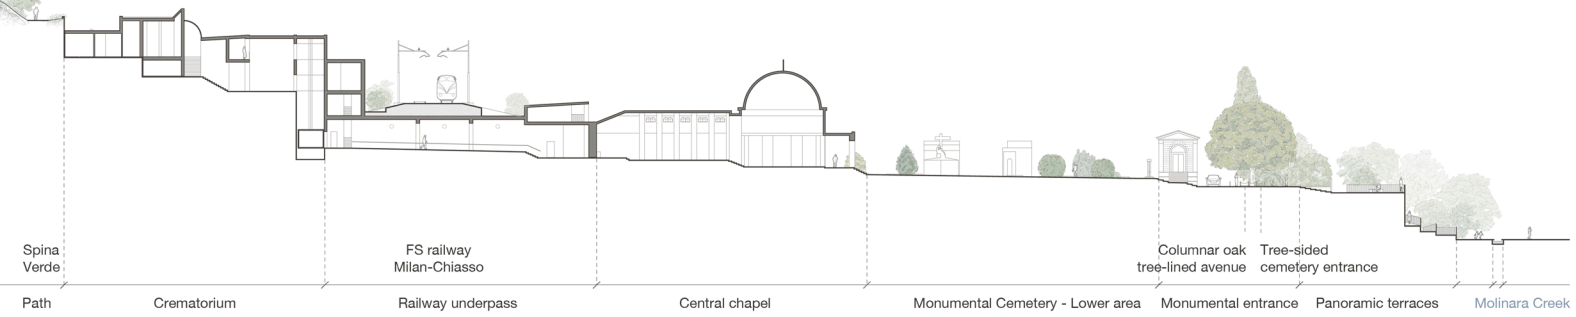 Spina
Verde
FS railway
Milan-Chiasso
Columnar oak
tree-lined avenue
Tree-sided
cemetery entrance
Path
Crematorium
Railway underpass
Central chapel
Monumental Cemetery - Lower area
Monumental entrance
Panoramic terraces
Molinara Creek